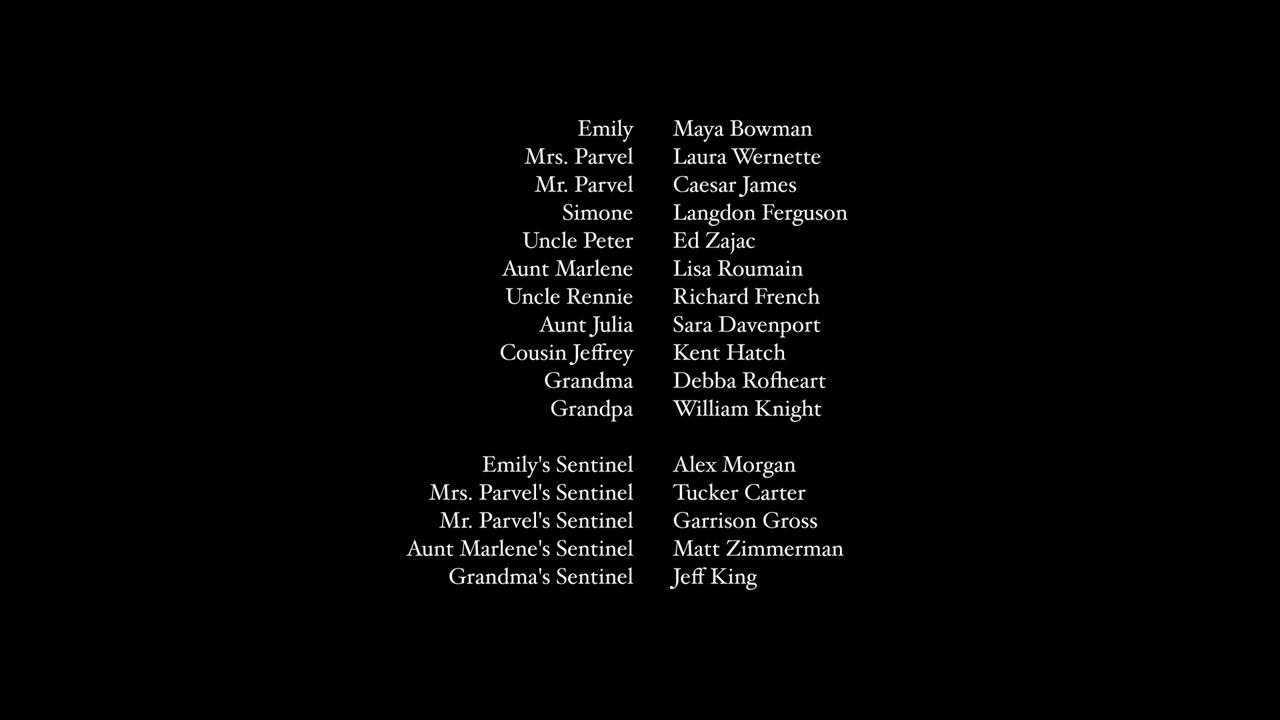 Emily Maya Bowman
Mrs. Parvel Laura Wernette
Mr. Parvel Caesar James
Simone Langdon Ferguson
Uncle Peter Ed Zajac
Aunt Marlene Lisa Roumain
Uncle Rennie Richard French
Aunt Julia Sara Davenport
Cousin Jeffrey Kent Hatch
Grandma Debba Rofheart
Grandpa William Knight
Emily's Sentinel Alex Morgan
Mrs. Parvel's Sentinel Tucker Carter
Mr. Parvel's Sentinel Garrison Gross
Aunt Marlene's Sentinel Matt Zimmerman
Grandma's Sentinel Jeff King